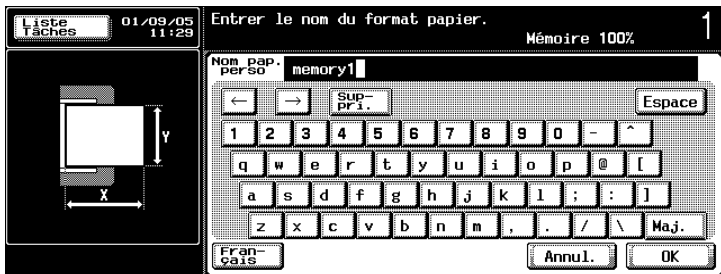 Liste
Tâches
01/09/05
11:29
Entrer le nom du format papier.
Mémoire 100%
1
Nom pap.
perso
memory1
Y
X
← → Sup-
pri.
Espace
1 2 3 4 5 6 7 8 9 0 - ^
q w e r t y u i o p @ [
a s d f g h j k l ; : ]
z x c v b n m , . / \ Maj.
Fran-
çais
Annul.
OK